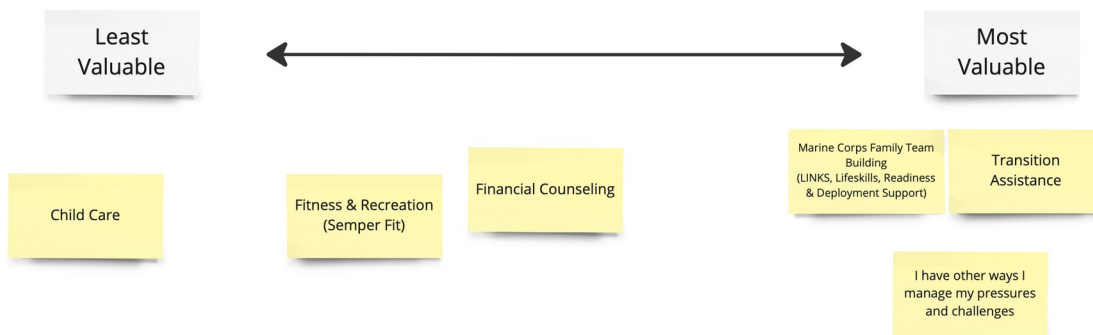 Least
Valuable
Most
Valuable
Child Care
Fitness & Recreation
(Semper Fit)
Financial Counseling
Marine Corps Family Team
Building
(LINKS, Lifeskills, Readiness
& Deployment Support)
Transition
Assistance
I have other ways I
manage my pressures
and challenges